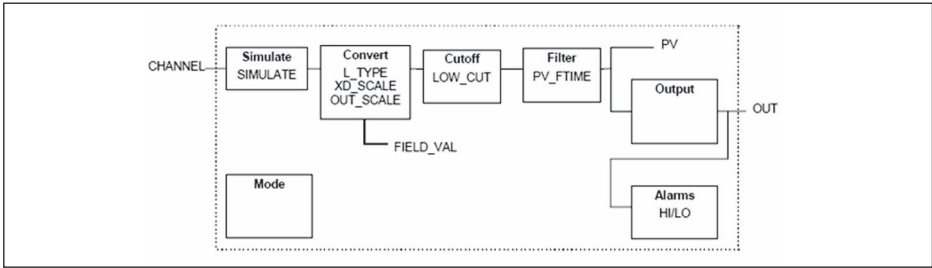 CHANNEL
Simulate
SIMULATE
Convert
L_TYPE
XD_SCALE
OUT_SCALE
FIELD_VAL
Cutoff
LOW_CUT
Filter
PV_FTIME
PV
Output
OUT
Mode
Alarms
HI/LO